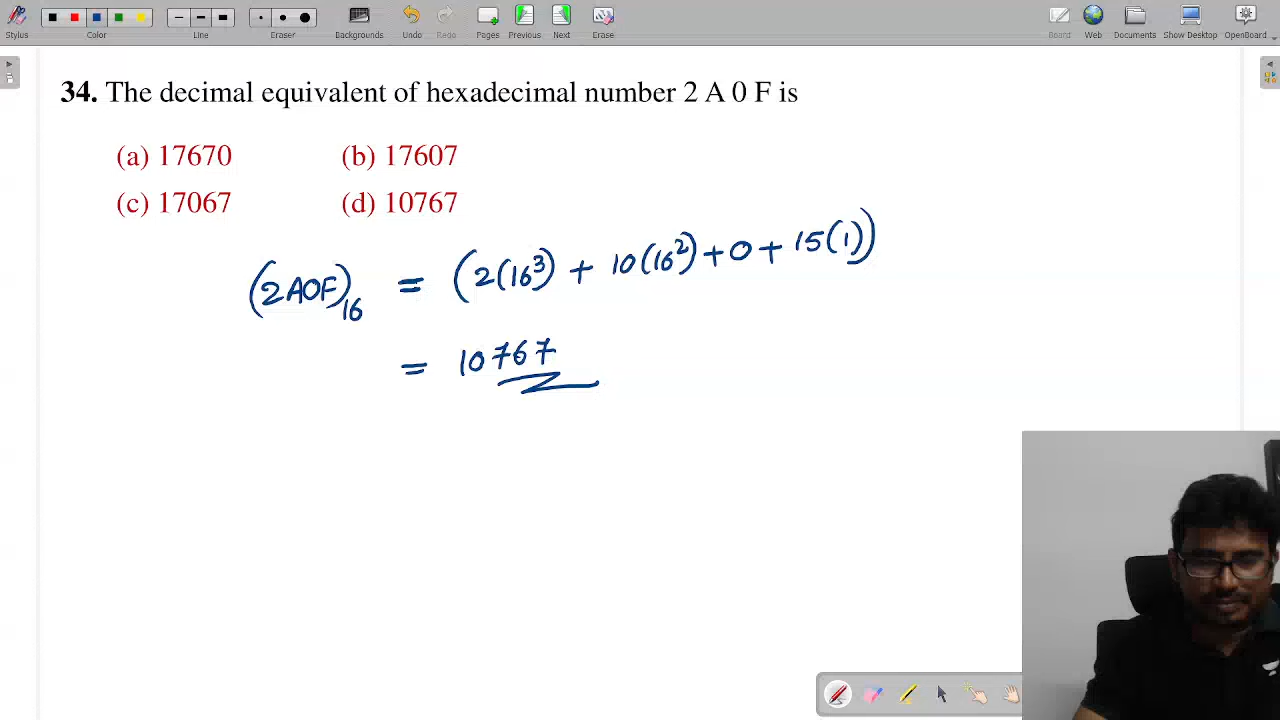 Stylus Color Line Eraser Backgrounds Undo Redo Pages Previous Next Erase Board Web Documents Show Desktop OpenBoard
34. The decimal equivalent of hexadecimal number 2 A 0 F is
(a) 17670 (b) 17607
(c) 17067 (d) 10767
(2A0F)₁₆ = (2(16³) + 10(16²) + 0 + 15(1))
= 10767